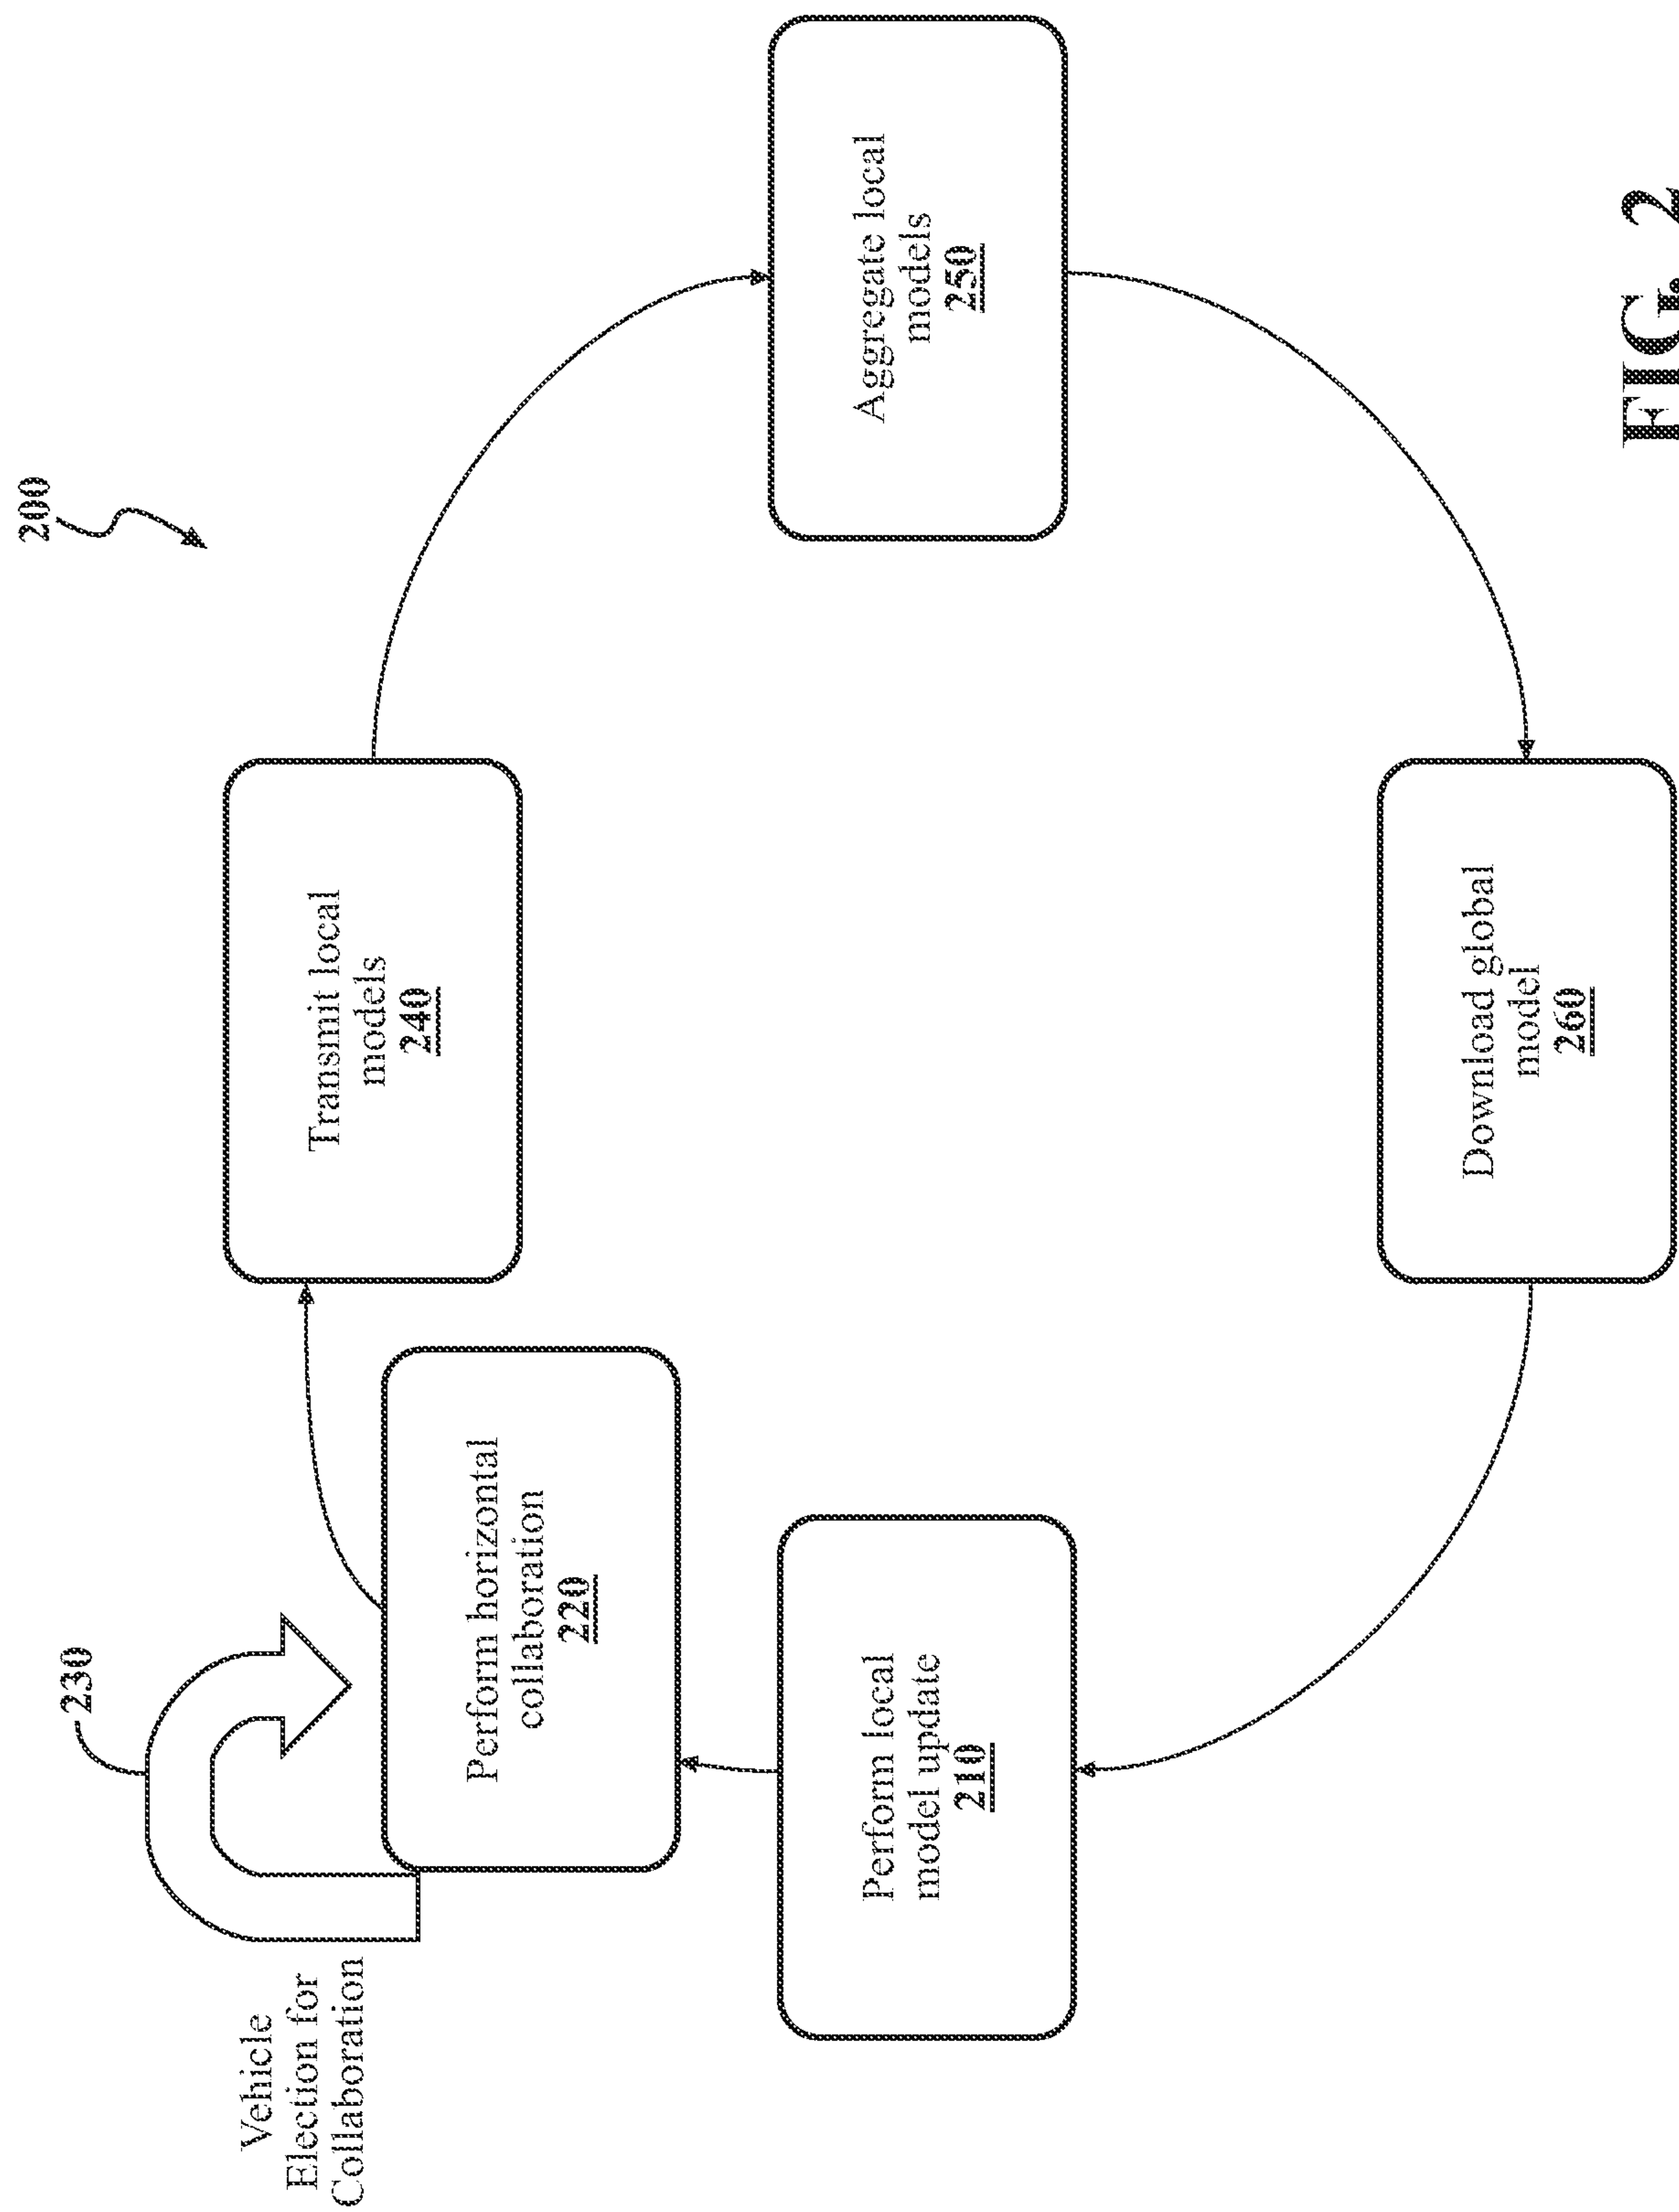 200
230
Vehicle
Election for
Collaboration
Perform horizontal
collaboration
220
Transmit local
models
240
Perform local
model update
210
Aggregate local
models
250
Download global
model
260
FIG. 2